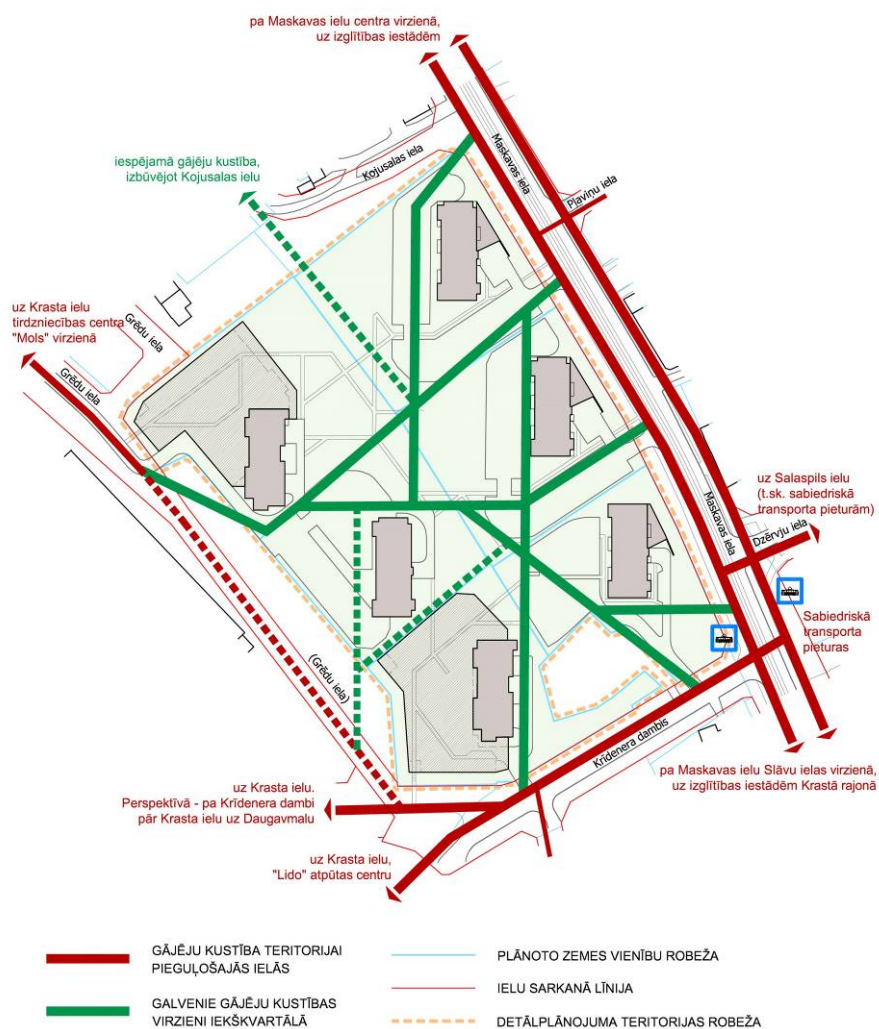 pa Maskavas ielu centra virzienā,
uz izglītības iestādēm
iespējamā gājēju kustība,
izbūvējot Kojusalas ielu
Kojusalas iela
Maskavas iela
Pļaviņu iela
uz Krasta ielu
tirdzniecības centra
"Mols" virzienā
Grēdu iela
Grēdu iela
uz Salaspils ielu
(t.sk. sabiedriskā
transporta pieturām)
Maskavas iela
Dzērvju iela
Sabiedriskā
transporta
pieturas
(Grēdu iela)
Krīdenera dambis
pa Maskavas ielu Slāvu ielas virzienā,
uz izglītības iestādēm Krastā rajonā
uz Krasta ielu.
Perspektīvā - pa Krīdenera dambi
pār Krasta ielu uz Daugavmalu
uz Krasta ielu,
"Lido" atpūtas centru
GĀJĒJU KUSTĪBA TERITORIJAI
PIEGUĻOŠAJĀS IELĀS
GALVENIE GĀJĒJU KUSTĪBAS
VIRZIENI IEKŠKVARTĀLĀ
PLĀNOTO ZEMES VIENĪBU ROBEŽA
IELU SARKANĀ LĪNIJA
DETĀLPLĀNOJUMA TERITORIJAS ROBEŽA